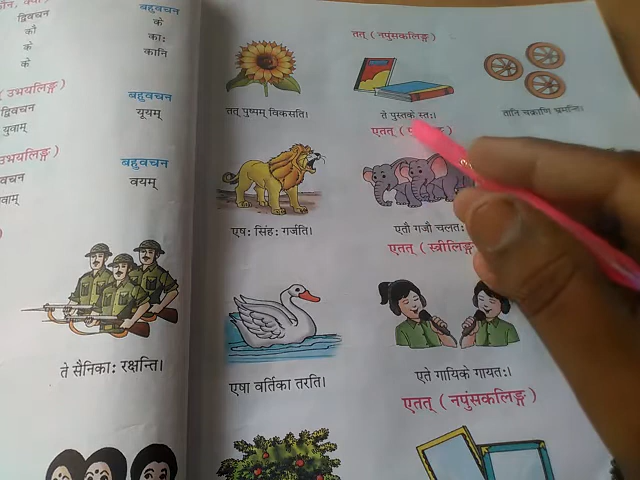 बहुवचन
द्विवचन
के
कौ
काः
के
कानि
के
उभयलिङ्ग)
द्विवचन
बहुवचन
युवाम्
यूयम्
उभयलिङ्ग)
बहुवचन
वयम्
ते सैनिकाः रक्षन्ति।
तत् (नपुंसकलिङ्ग)
तत् पुष्पम् विकसति।
ते पुस्तके स्तः।
तानि चक्राणि भ्रमन्ति।
एतत् (
एषः सिंहः गर्जति।
एतौ गजौ चलतः
एतत् (स्त्रीलिङ्ग)
एषा वर्तिका तरति।
एते गायिके गायतः।
एतत् (नपुंसकलिङ्ग)